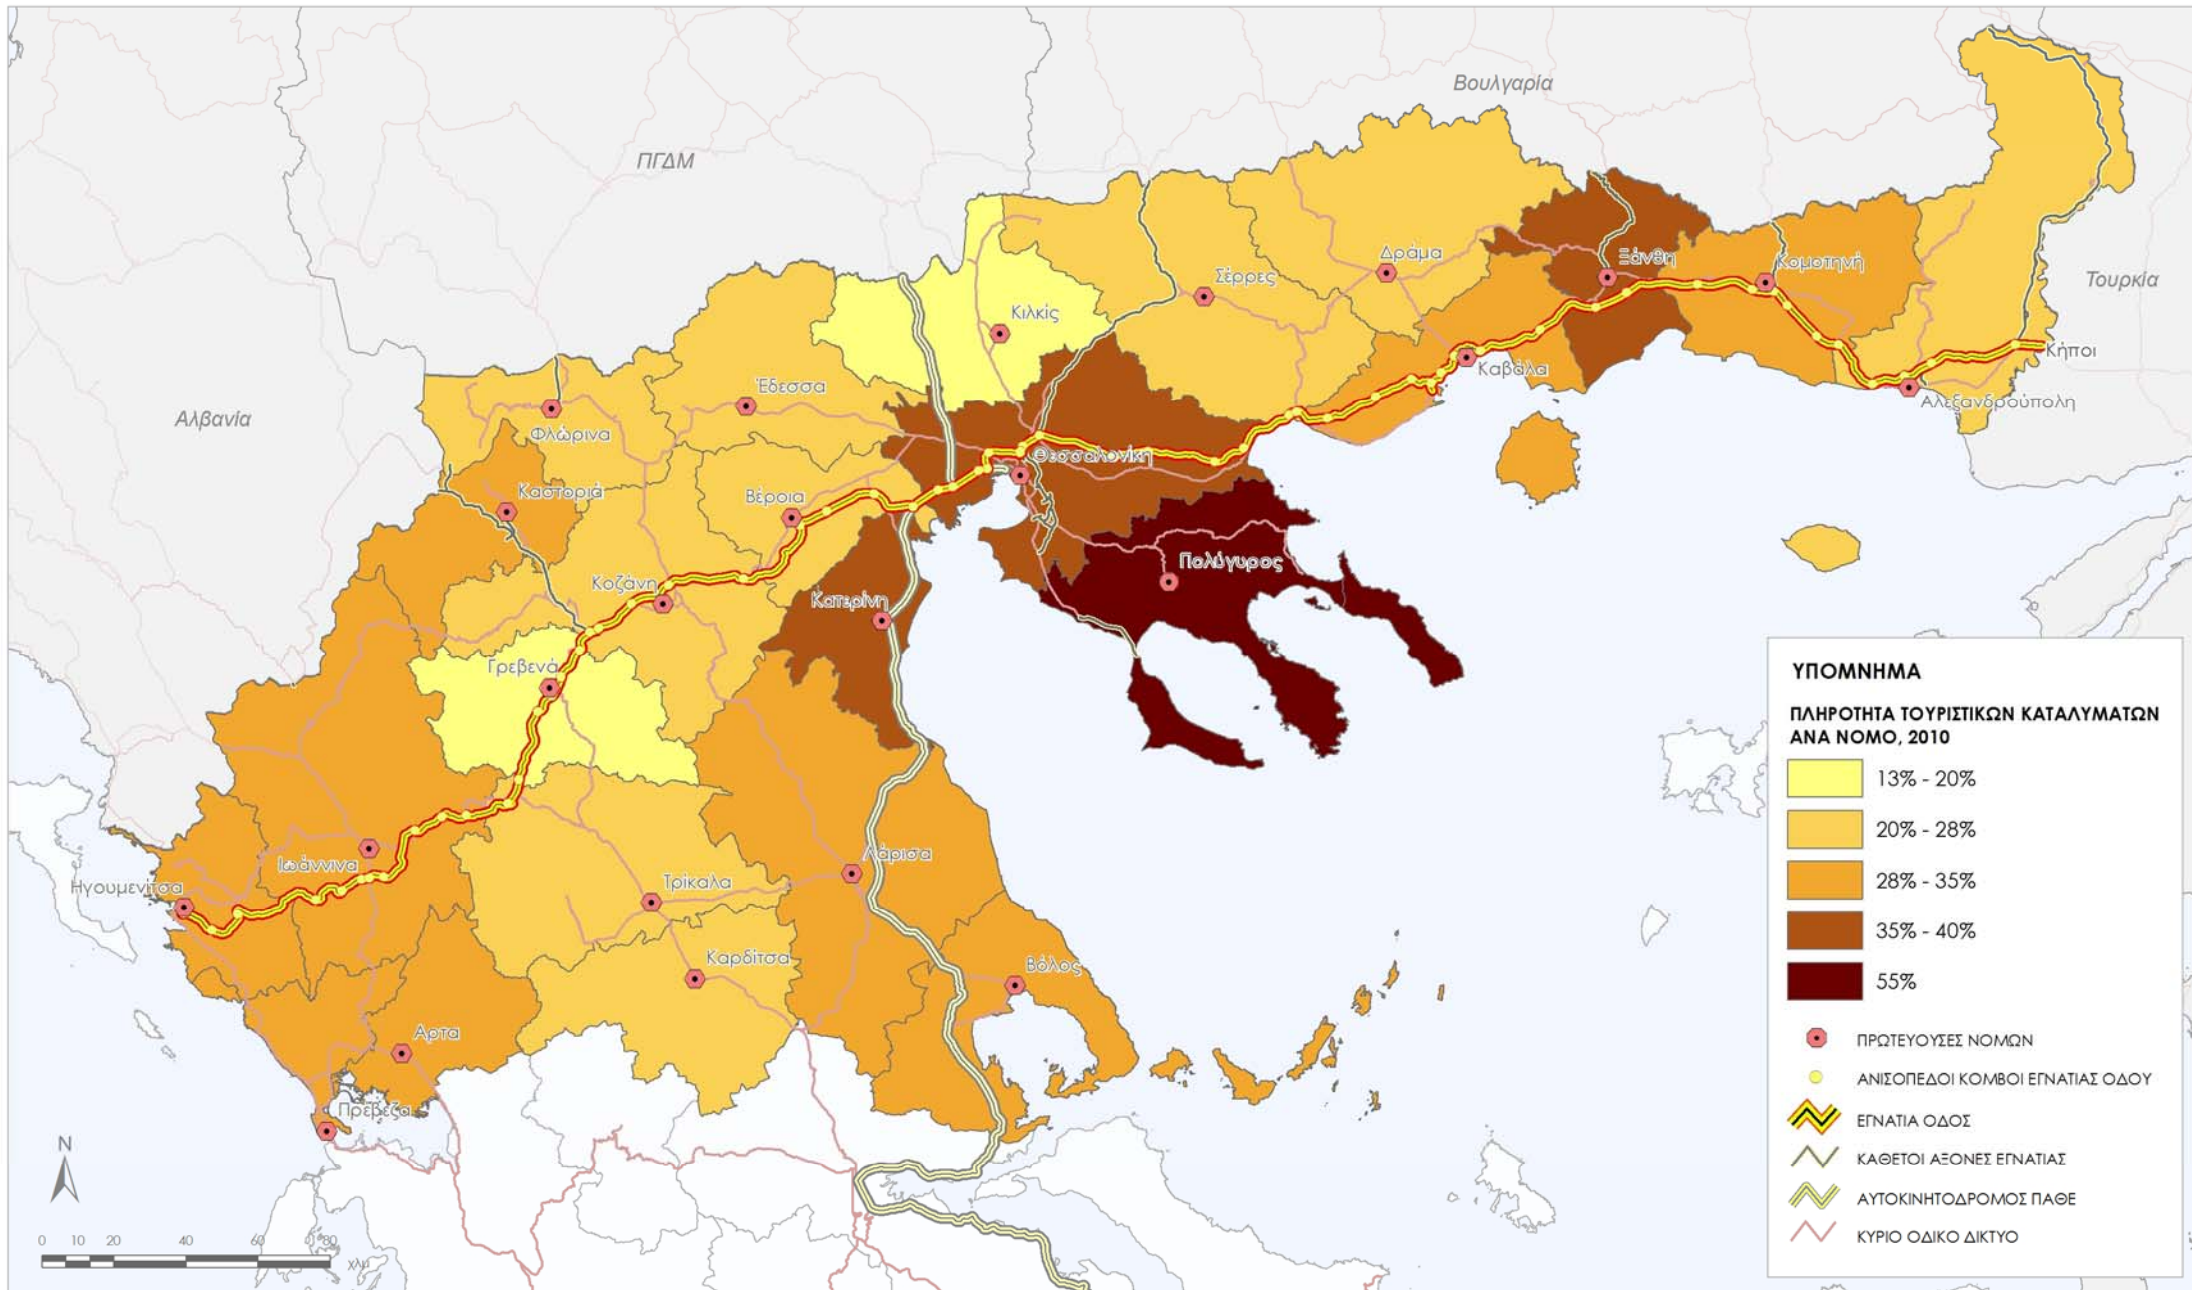 Βουλγαρία
ΠΓΔΜ
Αλβανία
Τουρκία
Κιλκίς
Σέρρες
Δράμα
Ξάνθη
Κομοτηνή
Κήποι
Καβάλα
Αλεξανδρούπολη
Έδεσσα
Φλώρινα
Θεσσαλονίκη
Καστοριά
Βέροια
Πολύγυρος
Κοζάνη
Κατερίνη
Γρεβενά
Λάρισα
Ιωάννινα
Ηγουμενίτσα
Τρίκαλα
Καρδίτσα
Βόλος
Αρτα
Πρέβεζα
N
0 10 20 40 60 80
χλμ
ΥΠΟΜΝΗΜΑ
ΠΛΗΡΟΤΗΤΑ ΤΟΥΡΙΣΤΙΚΩΝ ΚΑΤΑΛΥΜΑΤΩΝ
ΑΝΑ ΝΟΜΟ, 2010
13% - 20%
20% - 28%
28% - 35%
35% - 40%
55%
ΠΡΩΤΕΥΟΥΣΕΣ ΝΟΜΩΝ
ΑΝΙΣΟΠΕΔΟΙ ΚΟΜΒΟΙ ΕΓΝΑΤΙΑΣ ΟΔΟΥ
ΕΓΝΑΤΙΑ ΟΔΟΣ
ΚΑΘΕΤΟΙ ΑΞΟΝΕΣ ΕΓΝΑΤΙΑΣ
ΑΥΤΟΚΙΝΗΤΟΔΡΟΜΟΣ ΠΑΘΕ
ΚΥΡΙΟ ΟΔΙΚΟ ΔΙΚΤΥΟ